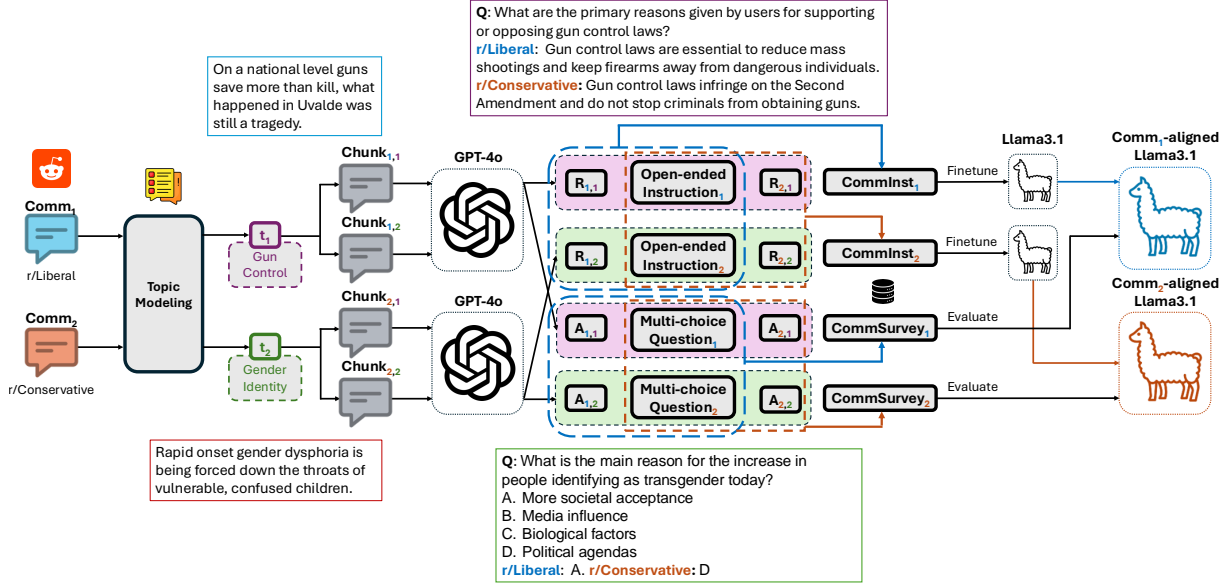 Q: What are the primary reasons given by users for supporting
or opposing gun control laws?
r/Liberal: Gun control laws are essential to reduce mass
shootings and keep firearms away from dangerous individuals.
r/Conservative: Gun control laws infringe on the Second
Amendment and do not stop criminals from obtaining guns.
On a national level guns
save more than kill, what
happened in Uvalde was
still a tragedy.
Comm1
r/Liberal
Comm2
r/Conservative
Topic
Modeling
t1
Gun
Control
t2
Gender
Identity
Chunk1,1
Chunk1,2
Chunk2,1
Chunk2,2
GPT-4o
GPT-4o
R1,1
Open-ended
Instruction1
R2,1
R1,2
Open-ended
Instruction2
R2,2
A1,1
Multi-choice
Question1
A2,1
A1,2
Multi-choice
Question2
A2,2
CommInst1
CommInst2
CommSurvey1
CommSurvey2
Finetune
Finetune
Evaluate
Evaluate
Llama3.1
Comm1-aligned
Llama3.1
Comm2-aligned
Llama3.1
Rapid onset gender dysphoria is
being forced down the throats of
vulnerable, confused children.
Q: What is the main reason for the increase in
people identifying as transgender today?
A. More societal acceptance
B. Media influence
C. Biological factors
D. Political agendas
r/Liberal: A. r/Conservative: D